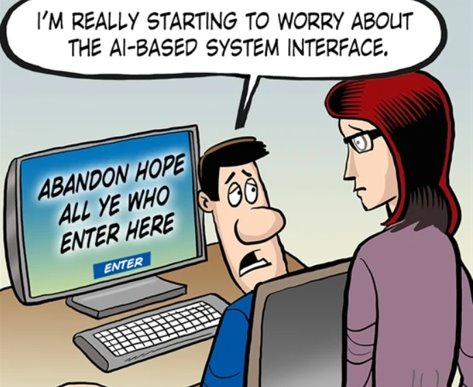 I'M REALLY STARTING TO WORRY ABOUT
THE AI-BASED SYSTEM INTERFACE.
ABANDON HOPE
ALL YE WHO
ENTER HERE
ENTER